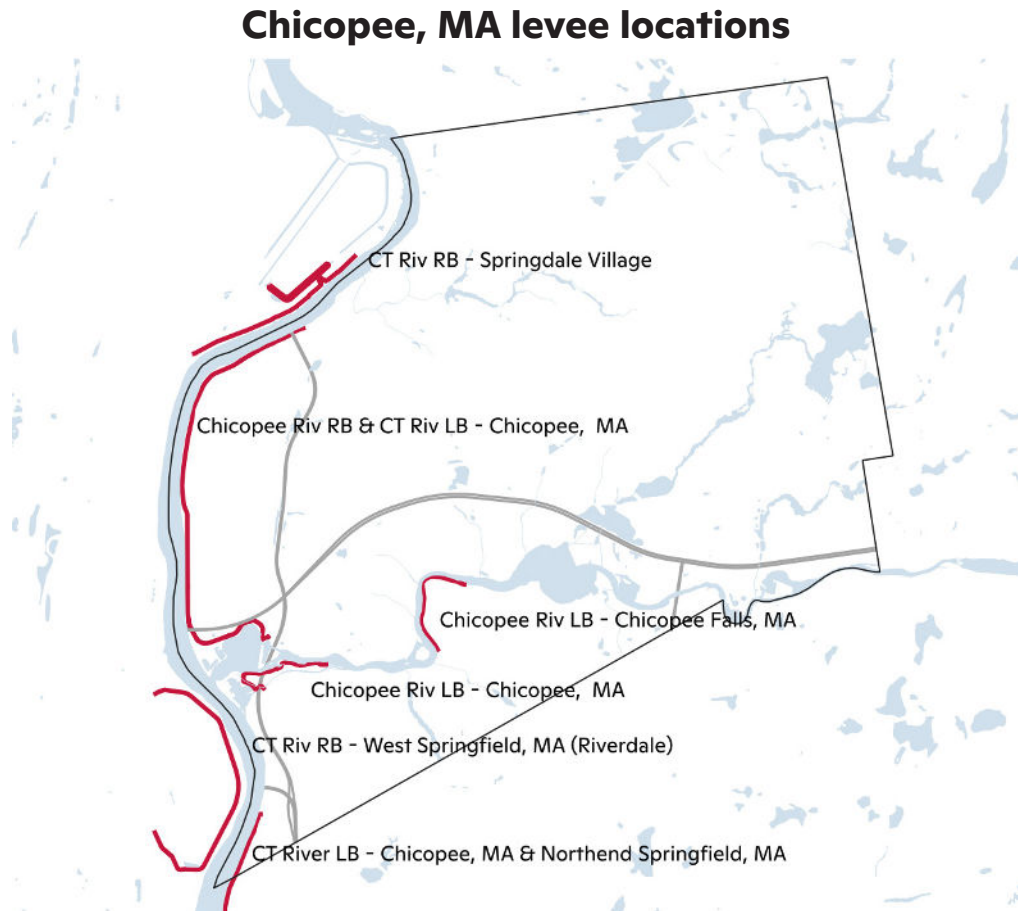 Chicopee, MA levee locations
CT Riv RB - Springdale Village
Chicopee Riv RB & CT Riv LB - Chicopee, MA
Chicopee Riv LB - Chicopee Falls, MA
Chicopee Riv LB - Chicopee, MA
CT Riv RB - West Springfield, MA (Riverdale)
CT River LB - Chicopee, MA & Northend Springfield, MA